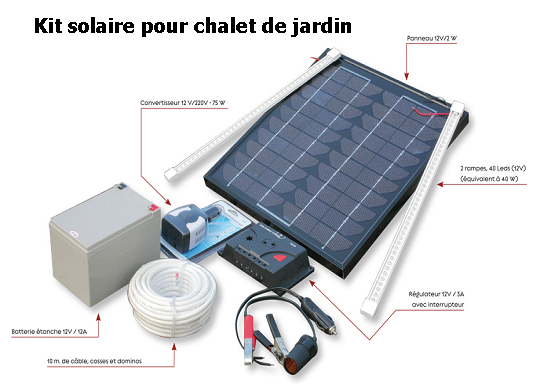 Kit solaire pour chalet de jardin
Panneau 12V/2 W
Convertisseur 12 V/220V - 75 W
2 rampes, 40 Leds (12V)
(équivalent à 40 W)
Régulateur 12V / 3A
avec interrupteur
Batterie étanche 12V / 12A
10 m. de câble, cosses et dominos